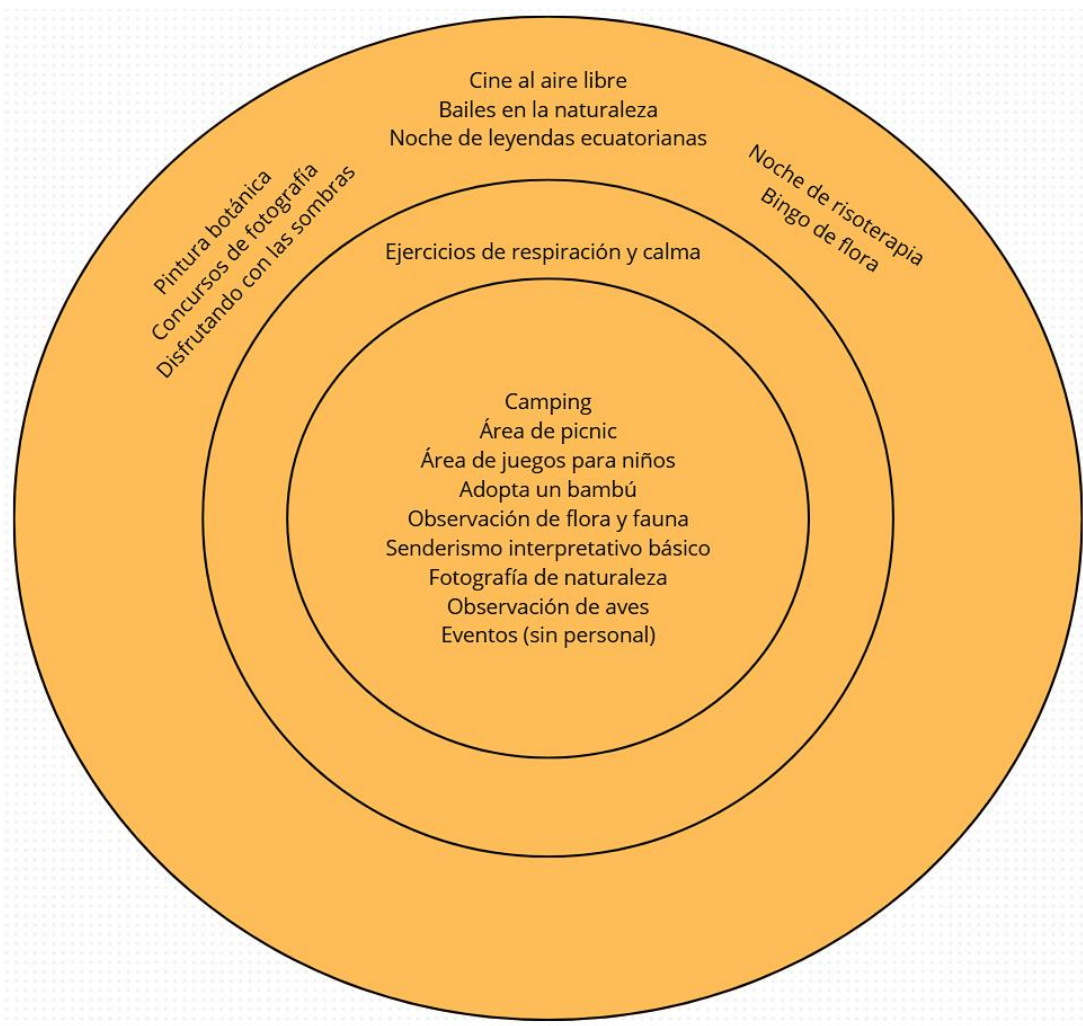 Cine al aire libre
Bailes en la naturaleza
Noche de leyendas ecuatorianas
Pintura botánica
Concursos de fotografía
Disfrutando con las sombras
Noche de risoterapia
Bingo de flora
Ejercicios de respiración y calma
Camping
Área de picnic
Área de juegos para niños
Adopta un bambú
Observación de flora y fauna
Senderismo interpretativo básico
Fotografía de naturaleza
Observación de aves
Eventos (sin personal)